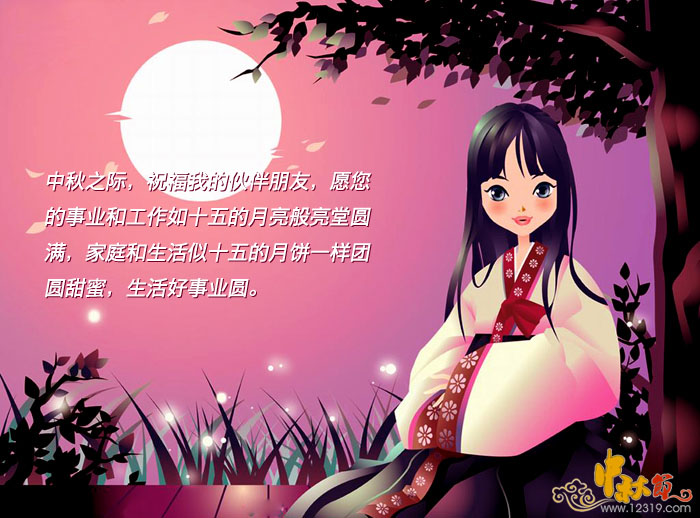 中秋之际，祝福我的伙伴朋友，愿您
的事业和工作如十五的月亮般亮堂圆
满，家庭和生活似十五的月饼一样团
圆甜蜜，生活好事业圆。
中秋节
www.12319.com